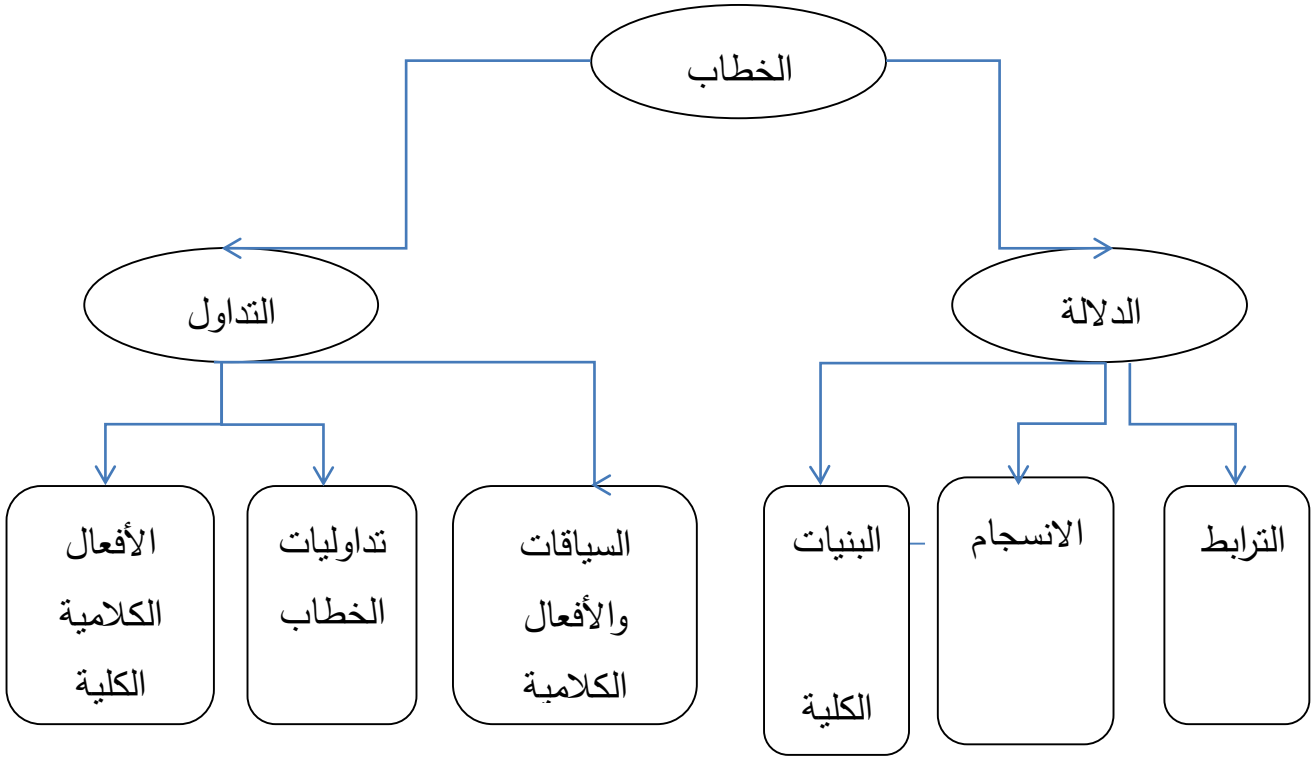 الخطاب
الدلالة
التداول
الترابط
الانسجام
البنيات
الكلية
السياقات
والأفعال
الكلامية
تداوليات
الخطاب
الأفعال
الكلامية
الكلية